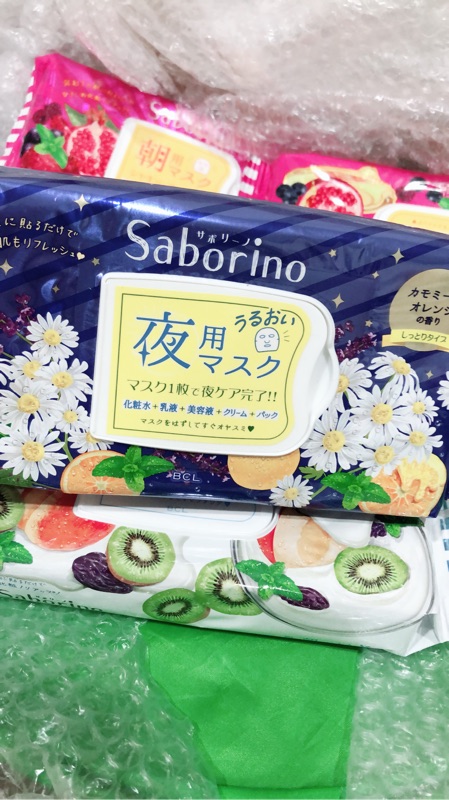 Saborino
朝用
マスク
に貼るだけで
肌もリフレッシュ♥
サボリーノ
Saborino
夜用マスク
うるおい
マスク1枚で夜ケア完了!!
化粧水+乳液+美容液+クリーム+パック
マスクをはずしてすぐオヤスミ♥
カモミー
オレンジ
の香り
しっとりタイプ
BCL
BCL
Saborino